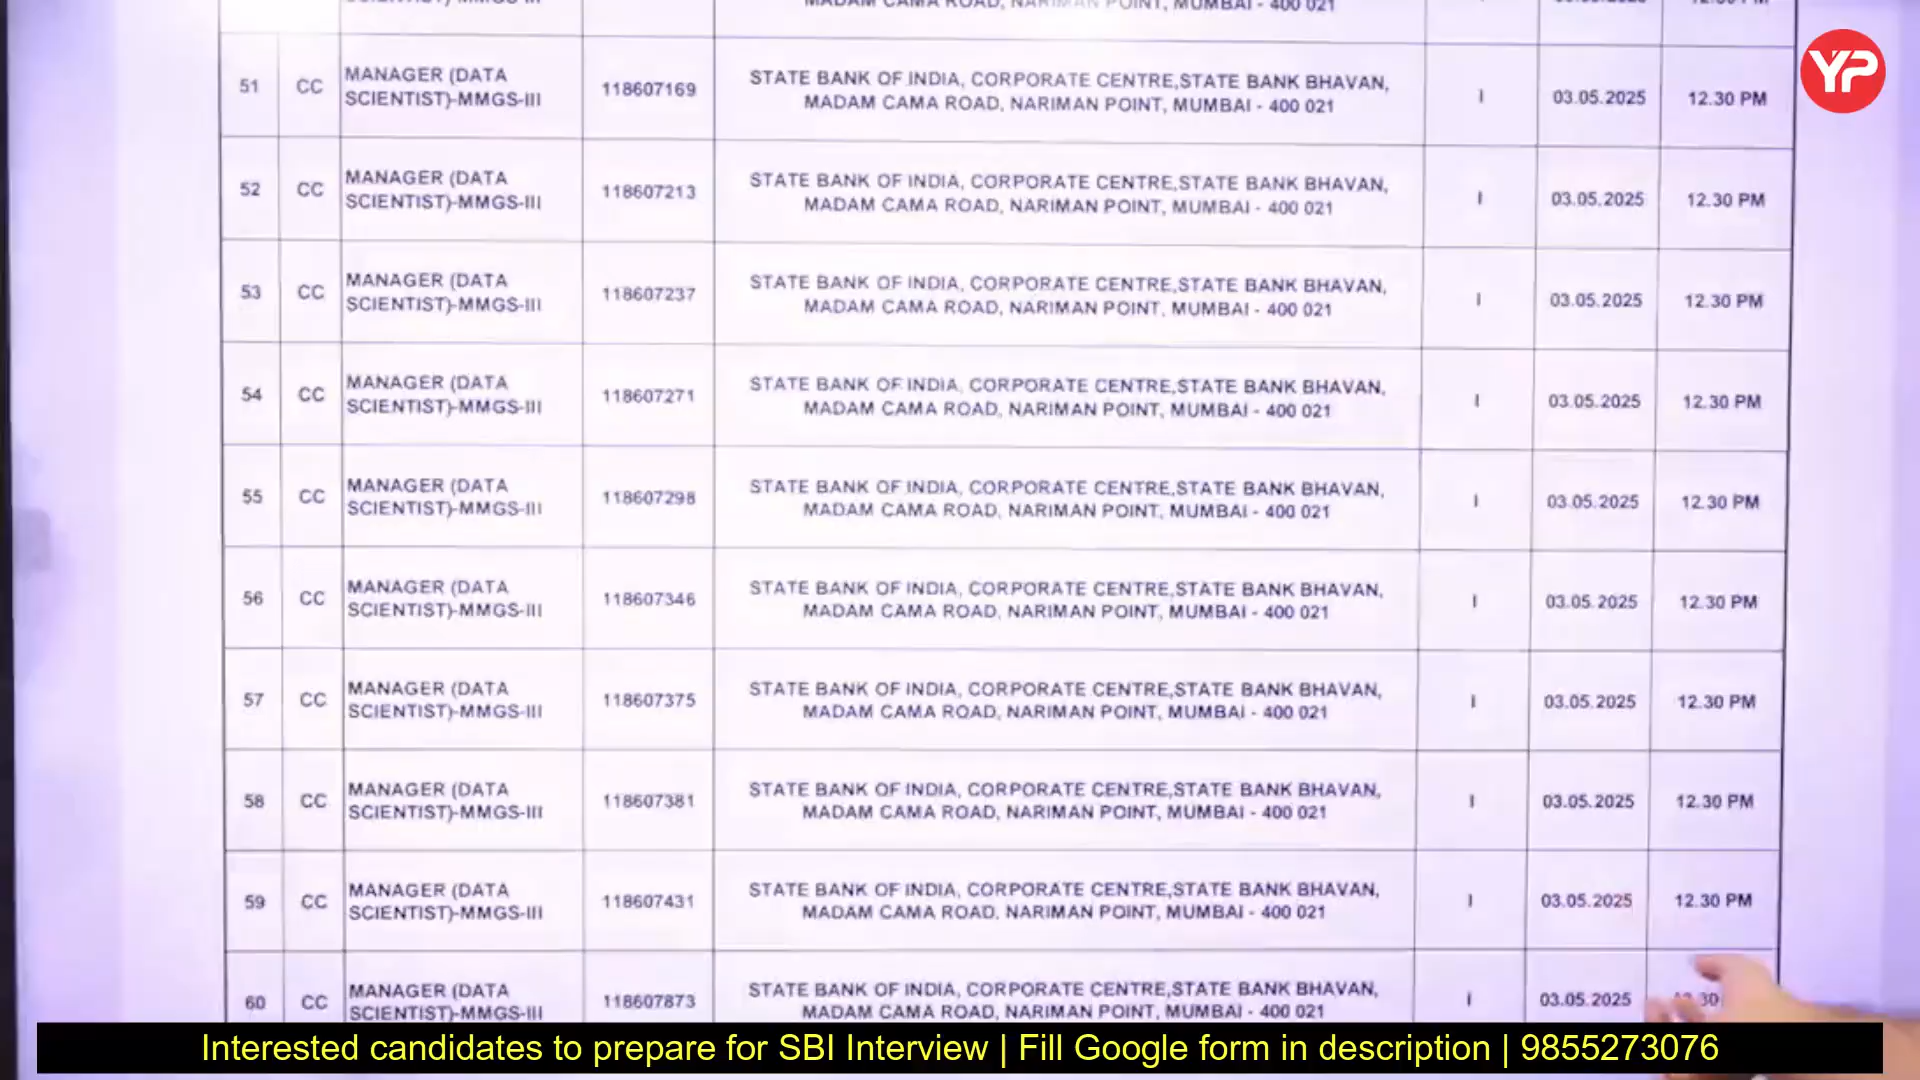 MADAM CAMA ROAD, NARIMAN POINT, MUMBAI - 400 021 I 03.05.2025 12.30 PM
51 CC MANAGER (DATA SCIENTIST)-MMGS-III 118607169 STATE BANK OF INDIA, CORPORATE CENTRE,STATE BANK BHAVAN,
MADAM CAMA ROAD, NARIMAN POINT, MUMBAI - 400 021 I 03.05.2025 12.30 PM
52 CC MANAGER (DATA SCIENTIST)-MMGS-III 118607213 STATE BANK OF INDIA, CORPORATE CENTRE,STATE BANK BHAVAN,
MADAM CAMA ROAD, NARIMAN POINT, MUMBAI - 400 021 I 03.05.2025 12.30 PM
53 CC MANAGER (DATA SCIENTIST)-MMGS-III 118607237 STATE BANK OF INDIA, CORPORATE CENTRE,STATE BANK BHAVAN,
MADAM CAMA ROAD, NARIMAN POINT, MUMBAI - 400 021 I 03.05.2025 12.30 PM
54 CC MANAGER (DATA SCIENTIST)-MMGS-III 118607271 STATE BANK OF INDIA, CORPORATE CENTRE,STATE BANK BHAVAN,
MADAM CAMA ROAD, NARIMAN POINT, MUMBAI - 400 021 I 03.05.2025 12.30 PM
55 CC MANAGER (DATA SCIENTIST)-MMGS-III 118607298 STATE BANK OF INDIA, CORPORATE CENTRE,STATE BANK BHAVAN,
MADAM CAMA ROAD, NARIMAN POINT, MUMBAI - 400 021 I 03.05.2025 12.30 PM
56 CC MANAGER (DATA SCIENTIST)-MMGS-III 118607346 STATE BANK OF INDIA, CORPORATE CENTRE,STATE BANK BHAVAN,
MADAM CAMA ROAD, NARIMAN POINT, MUMBAI - 400 021 I 03.05.2025 12.30 PM
57 CC MANAGER (DATA SCIENTIST)-MMGS-III 118607375 STATE BANK OF INDIA, CORPORATE CENTRE,STATE BANK BHAVAN,
MADAM CAMA ROAD, NARIMAN POINT, MUMBAI - 400 021 I 03.05.2025 12.30 PM
58 CC MANAGER (DATA SCIENTIST)-MMGS-III 118607381 STATE BANK OF INDIA, CORPORATE CENTRE,STATE BANK BHAVAN,
MADAM CAMA ROAD, NARIMAN POINT, MUMBAI - 400 021 I 03.05.2025 12.30 PM
59 CC MANAGER (DATA SCIENTIST)-MMGS-III 118607431 STATE BANK OF INDIA, CORPORATE CENTRE,STATE BANK BHAVAN,
MADAM CAMA ROAD, NARIMAN POINT, MUMBAI - 400 021 I 03.05.2025 12.30 PM
60 CC MANAGER (DATA SCIENTIST)-MMGS-III 118607873 STATE BANK OF INDIA, CORPORATE CENTRE,STATE BANK BHAVAN,
MADAM CAMA ROAD, NARIMAN POINT, MUMBAI - 400 021 I 03.05.2025
YP
Interested candidates to prepare for SBI Interview | Fill Google form in description | 9855273076